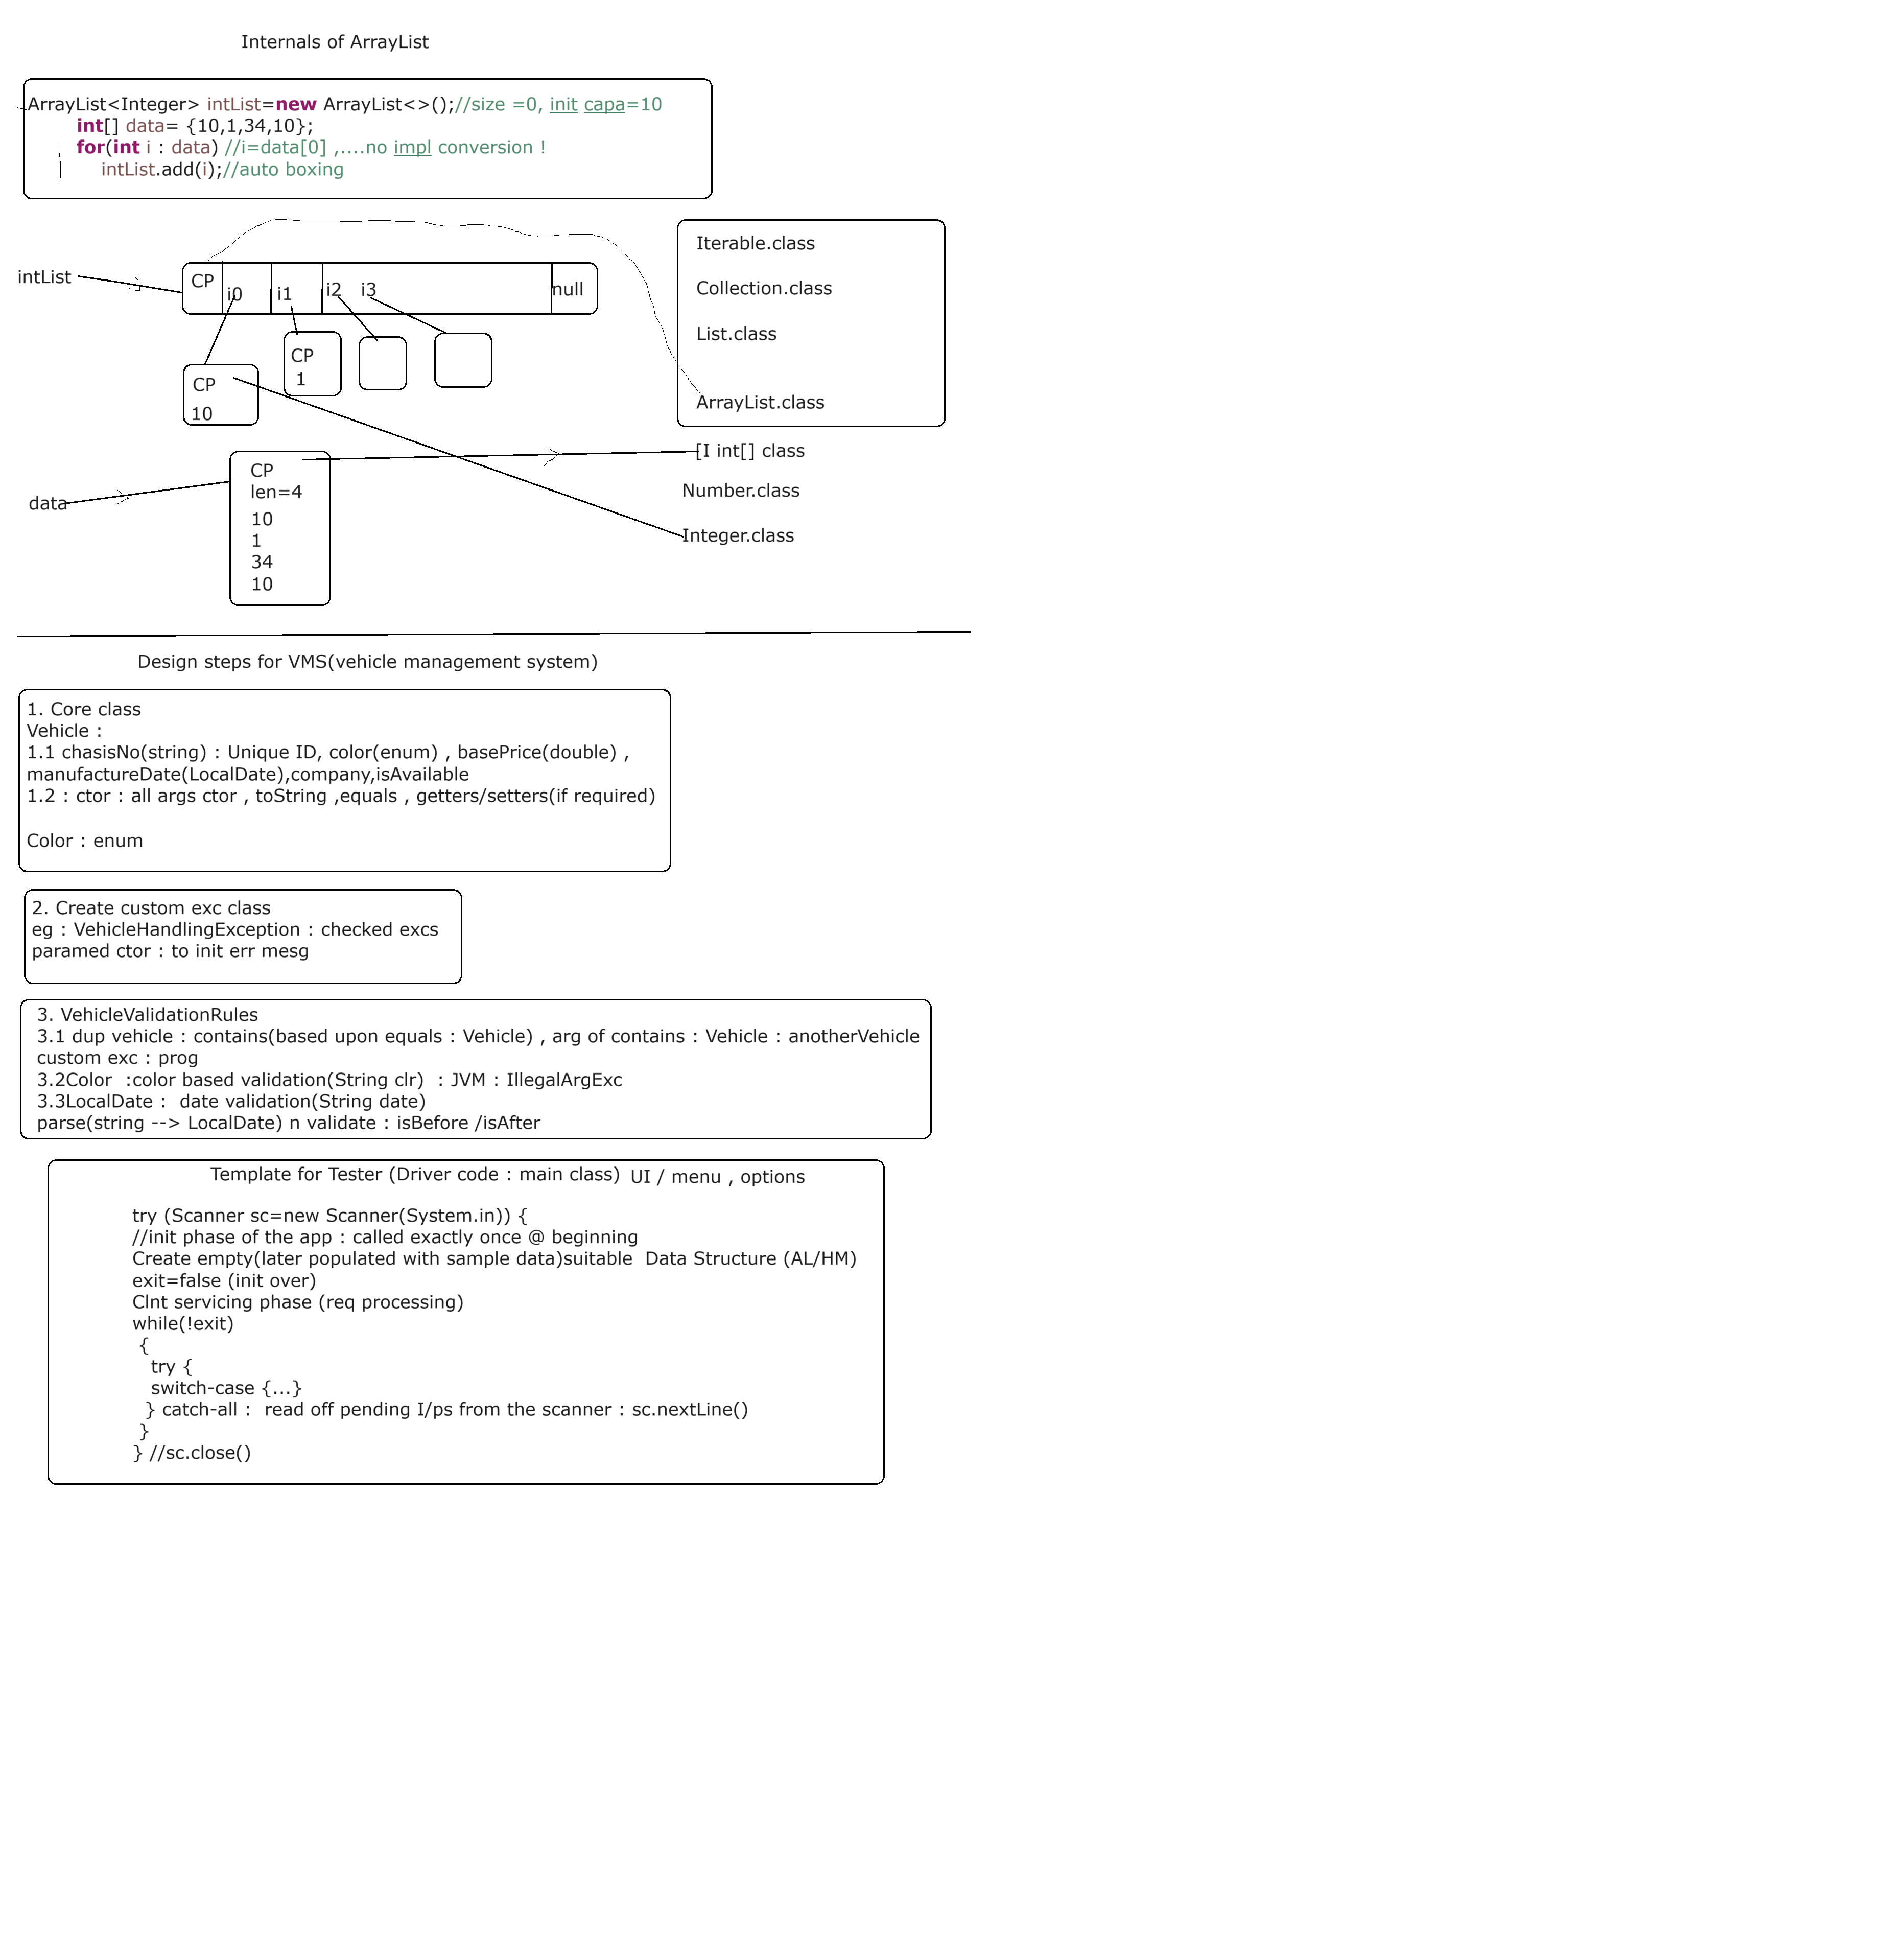 Internals of ArrayList
ArrayList<Integer> intList=new ArrayList<>();//size =0, init capa=10
int[] data= {10,1,34,10};
for(int i : data) //i=data[0] ,....no impl conversion !
intList.add(i);//auto boxing
Iterable.class
intList
CP
i0
i1
i2
i3
null
Collection.class
List.class
CP
1
CP
10
ArrayList.class
[I int[] class
CP
len=4
10
1
34
10
data
Number.class
Integer.class
Design steps for VMS(vehicle management system)
1. Core class
Vehicle :
1.1 chasisNo(string) : Unique ID, color(enum) , basePrice(double) ,
manufactureDate(LocalDate),company,isAvailable
1.2 : ctor : all args ctor , toString ,equals , getters/setters(if required)
Color : enum
2. Create custom exc class
eg : VehicleHandlingException : checked excs
paramed ctor : to init err mesg
3. VehicleValidationRules
3.1 dup vehicle : contains(based upon equals : Vehicle) , arg of contains : Vehicle : anotherVehicle
custom exc : prog
3.2Color  :color based validation(String clr)  : JVM : IllegalArgExc
3.3LocalDate :  date validation(String date)
parse(string --> LocalDate) n validate : isBefore /isAfter
Template for Tester (Driver code : main class) UI / menu , options
try (Scanner sc=new Scanner(System.in)) {
//init phase of the app : called exactly once @ beginning
Create empty(later populated with sample data)suitable  Data Structure (AL/HM)
exit=false (init over)
Clnt servicing phase (req processing)
while(!exit)
{
try {
switch-case {...}
} catch-all :  read off pending I/ps from the scanner : sc.nextLine()
}
} //sc.close()